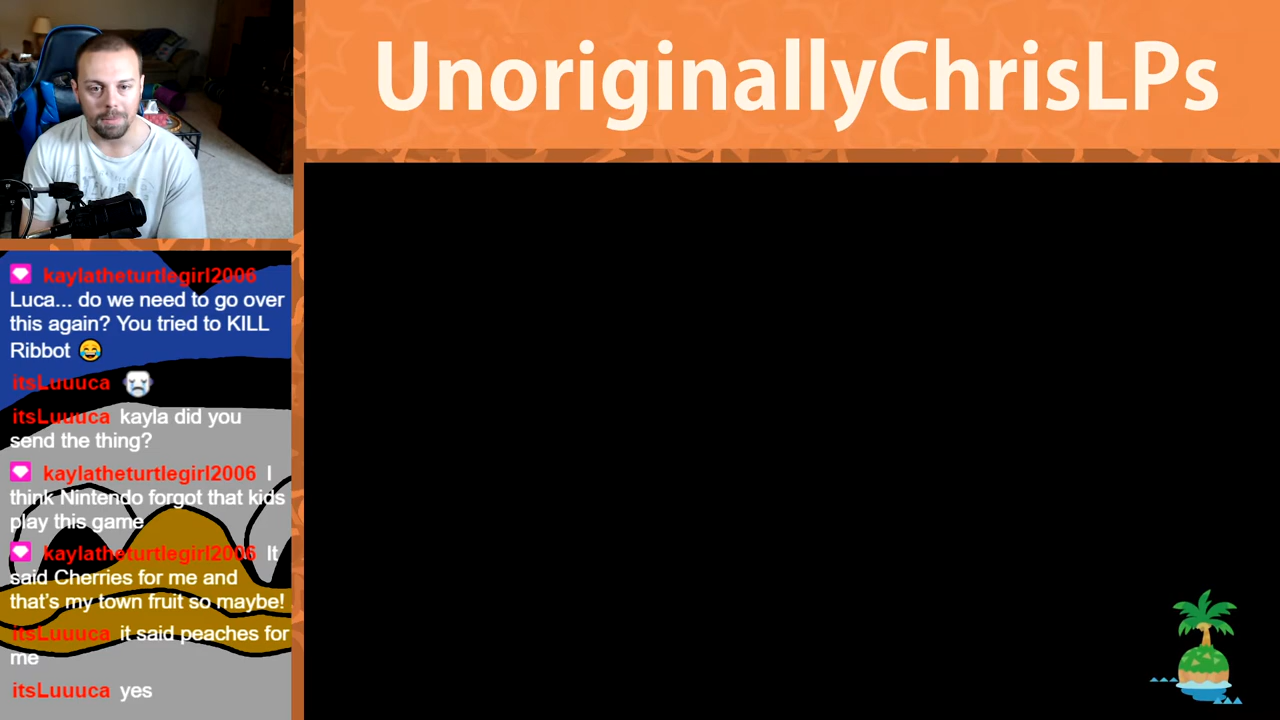 UnoriginallyChrisLPs
kaylatheturtlegirl2006
Luca... do we need to go over
this again? You tried to KILL
Ribbot 😂
itsLuuuca 😭
itsLuuuca kayla did you
send the thing?
kaylatheturtlegirl2006 I
think Nintendo forgot that kids
play this game
kaylatheturtlegirl2006 It
said Cherries for me and
that's my town fruit so maybe!
itsLuuuca it said peaches for
me
itsLuuuca yes